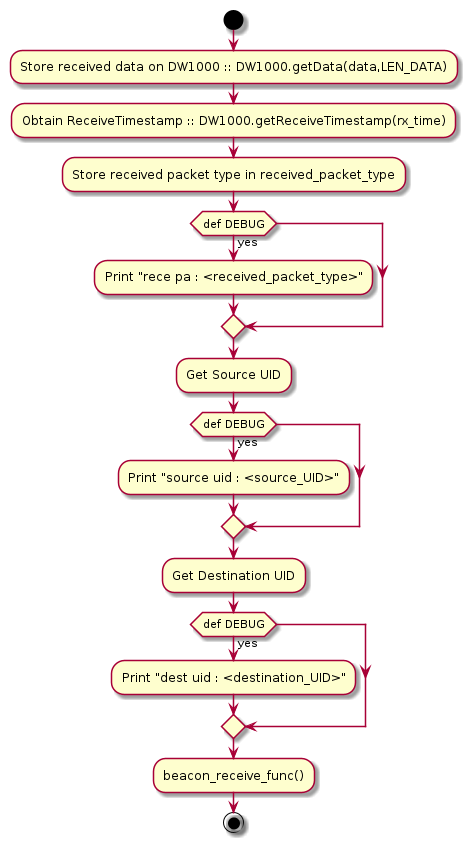 Store received data on DW1000 :: DW1000.getData(data,LEN_DATA)
Obtain ReceiveTimestamp :: DW1000.getReceiveTimestamp(rx_time)
Store received packet type in received_packet_type
def DEBUG
yes
Print "rece pa : <received_packet_type>"
Get Source UID
def DEBUG
yes
Print "source uid : <source_UID>"
Get Destination UID
def DEBUG
yes
Print "dest uid : <destination_UID>"
beacon_receive_func()